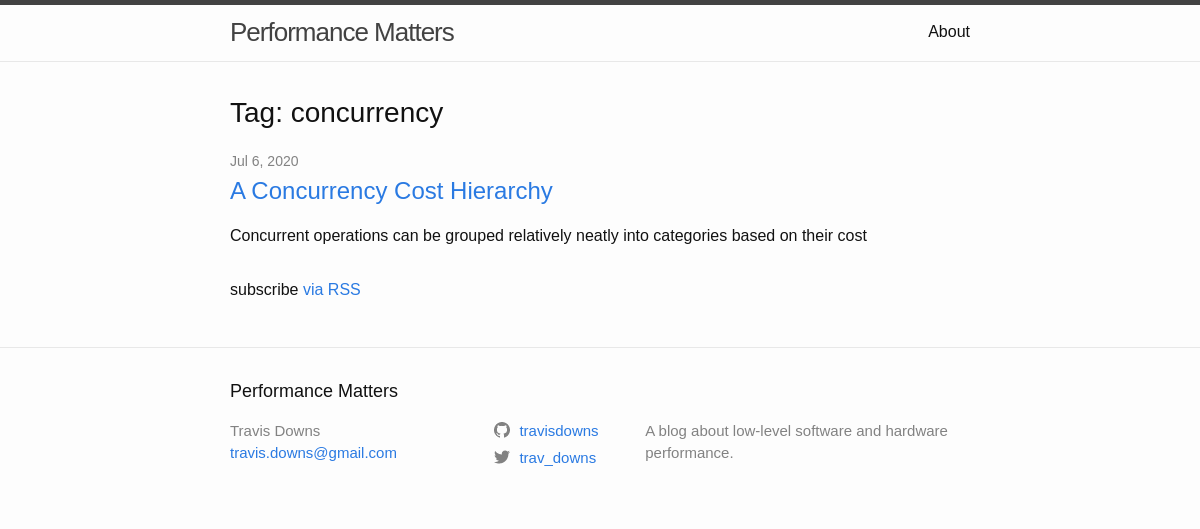 Performance Matters
About
Tag: concurrency
Jul 6, 2020
A Concurrency Cost Hierarchy
Concurrent operations can be grouped relatively neatly into categories based on their cost
subscribe via RSS
Performance Matters
Travis Downs
travis.downs@gmail.com
travisdowns
trav_downs
A blog about low-level software and hardware
performance.